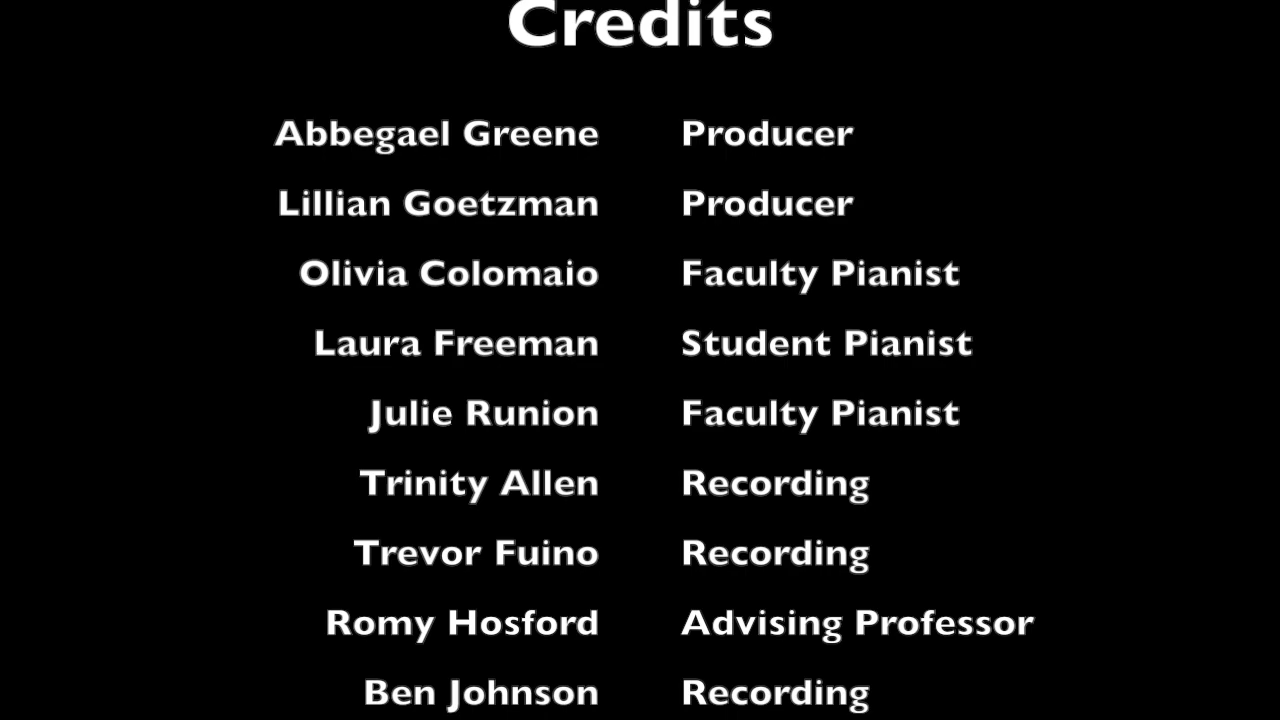 Credits
Abbegael Greene Producer
Lillian Goetzman Producer
Olivia Colomaio Faculty Pianist
Laura Freeman Student Pianist
Julie Runion Faculty Pianist
Trinity Allen Recording
Trevor Fuino Recording
Romy Hosford Advising Professor
Ben Johnson Recording